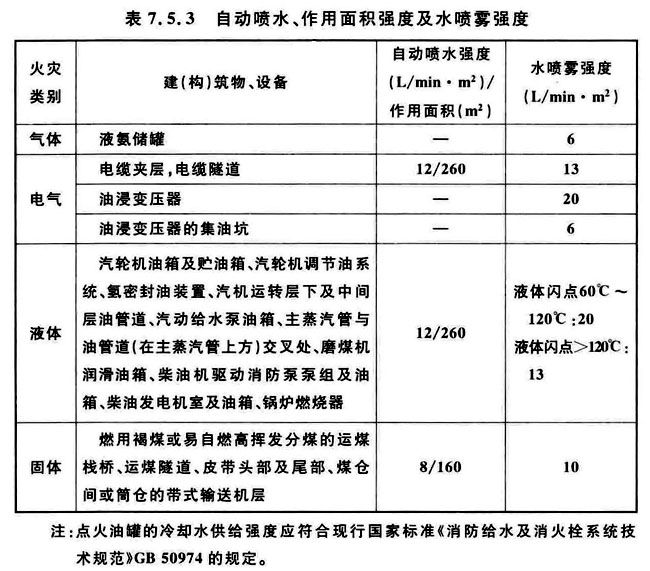 表 7.5.3 自动喷水、作用面积强度及水喷雾强度
火灾
类别
建(构)筑物、设备
自动喷水强度
(L/min·m²)/
作用面积(m²)
水喷雾强度
(L/min·m²)
气体
液氨储罐
—
6
电气
电缆夹层,电缆隧道
12/260
13
油浸变压器
—
20
油浸变压器的集油坑
—
6
液体
汽轮机油箱及贮油箱、汽轮机调节油系
统、氢密封油装置、汽机运转层下及中间
层油管道、汽动给水泵油箱、主蒸汽管与
油管道(在主蒸汽管上方)交叉处、磨煤机
润滑油箱、柴油机驱动消防泵泵组及油
箱、柴油发电机室及油箱、锅炉燃烧器
12/260
液体闪点60℃～
120℃:20
液体闪点>120℃:
13
固体
燃用褐煤或易自燃高挥发分煤的运煤
栈桥、运煤隧道、皮带头部及尾部、煤仓
间或筒仓的带式输送机层
8/160
10
注:点火油罐的冷却水供给强度应符合现行国家标准《消防给水及消火栓系统技
术规范》GB 50974 的规定。